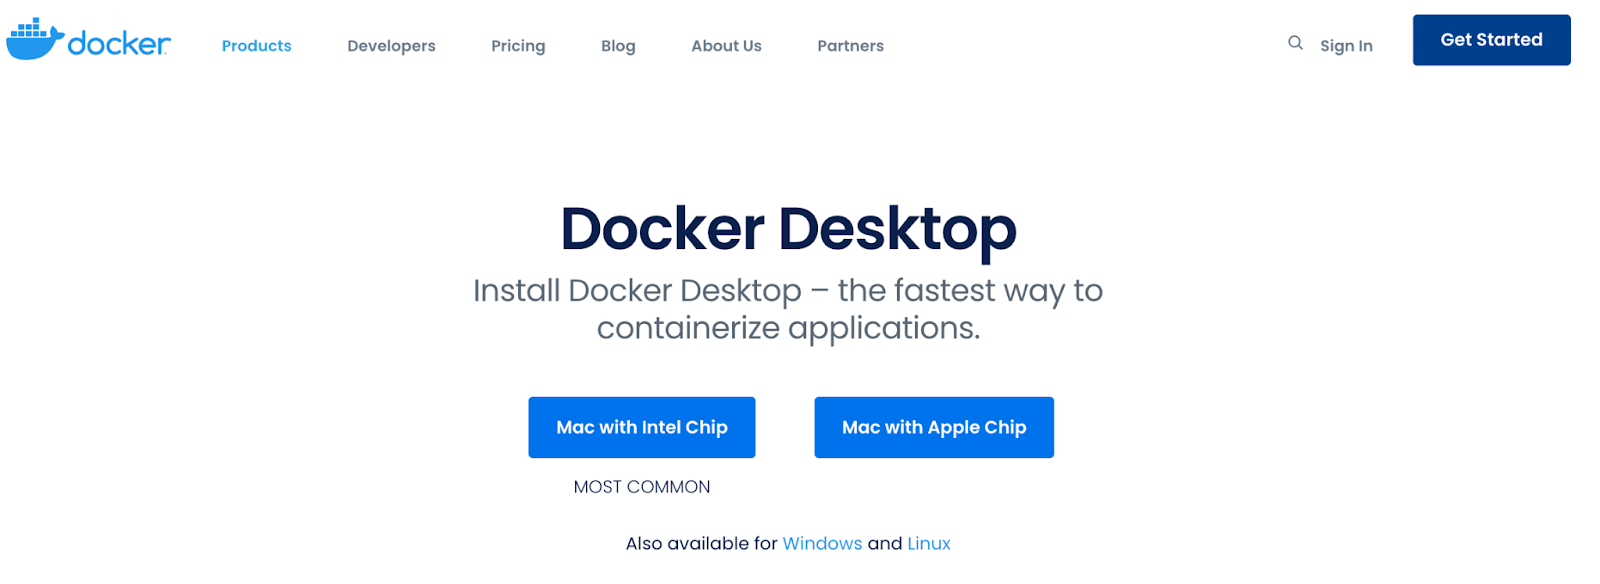 docker
Products Developers Pricing Blog About Us Partners Sign In Get Started
Docker Desktop
Install Docker Desktop – the fastest way to
containerize applications.
Mac with Intel Chip Mac with Apple Chip
MOST COMMON
Also available for Windows and Linux